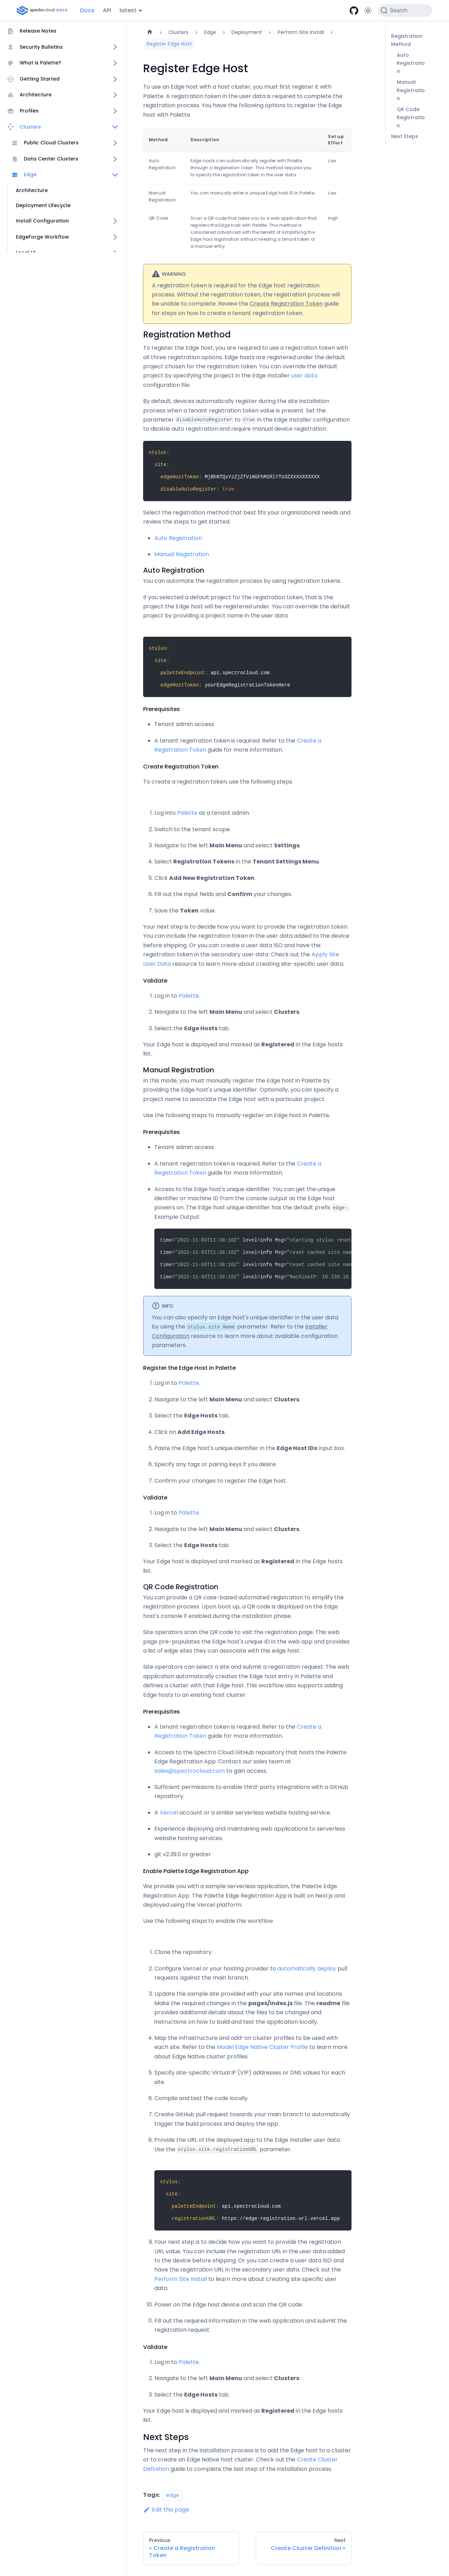 spectrocloud DOCS
Docs
API
latest
Search
Release Notes
Security Bulletins
What is Palette?
Getting Started
Architecture
Profiles
Clusters
Public Cloud Clusters
Data Center Clusters
Edge
Architecture
Deployment Lifecycle
Install Configuration
EdgeForge Workflow
Clusters
Edge
Deployment
Perform Site Install
Register Edge Host
Registration
Method
Auto
Registratio
n
Manual
Registratio
n
QR Code
Registratio
n
Next Steps
Register Edge Host
To use an Edge host with a host cluster, you must first register it with
Palette. A registration token in the user data is required to complete the
registration process. You have the following options to register the Edge
host with Palette.
Method Description Set up
Effort
Auto
Registration
Edge hosts can automatically register with Palette
through a Registration Token. This method requires you
to specify the registration token in the user data
Low
Manual
Registration
You can manually enter a unique Edge host ID in Palette.
Low
QR Code
Scan a QR code that takes you to a web application that
registers the Edge host with Palette. This method is
considered advanced with the benefit of simplifying the
Edge host registration without needing a tenant token or
a manual entry.
High
WARNING
A registration token is required for the Edge host registration
process. Without the registration token, the registration process will
be unable to complete. Review the Create Registration Token guide
for steps on how to create a tenant registration token.
Registration Method
To register the Edge host, you are required to use a registration token with
all three registration options. Edge hosts are registered under the default
project chosen for the registration token. You can override the default
project by specifying the project in the Edge Installer user data
configuration file.
By default, devices automatically register during the site installation
process when a tenant registration token value is present. Set the
parameter disableAutoRegister to true in the Edge Installer configuration
to disable auto registration and require manual device registration.
stylus:
site:
disableAutoRegister: true
Select the registration method that best fits your organizational needs and
review the steps to get started.
Auto Registration
Manual Registration
Auto Registration
You can automate the registration process by using registration tokens.
If you selected a default project for the registration token, that is the
project the Edge host will be registered under. You can override the default
project by providing a project name in the user data.
stylus:
site:
paletteEndpoint: api.spectrocloud.com
edgeHostToken: yourEdgeRegistrationTokenHere
Prerequisites
Tenant admin access.
A tenant registration token is required. Refer to the Create a
Registration Token guide for more information.
Create Registration Token
To create a registration token, use the following steps.
1. Log into Palette as a tenant admin.
2. Switch to the tenant scope.
3. Navigate to the left Main Menu and select Settings.
4. Select Registration Tokens in the Tenant Settings Menu.
5. Click Add New Registration Token.
6. Fill out the input fields and Confirm your changes.
7. Save the Token value.
Your next step is to decide how you want to provide the registration token.
You can include the registration token in the user data added to the device
before shipping. Or you can create a user data ISO and have the
registration token in the secondary user data. Check out the Apply Site
User Data resource to learn more about creating site-specific user data.
Validate
1. Log in to Palette.
2. Navigate to the left Main Menu and select Clusters.
3. Select the Edge Hosts tab.
Your Edge host is displayed and marked as Registered in the Edge hosts
list.
Manual Registration
In this mode, you must manually register the Edge host in Palette by
providing the Edge host's unique identifier. Optionally, you can specify a
project name to associate the Edge host with a particular project.
Use the following steps to manually register an Edge host in Palette.
Prerequisites
Tenant admin access
A tenant registration token is required. Refer to the Create a
Registration Token guide for more information.
Access to the Edge host's unique identifier. You can get the unique
identifier or machine ID from the console output as the Edge host
powers on. The Edge host unique identifier has the default prefix edge-.
Example Output:
time="2022-11-03T11:30:10Z" level=info Msg="starting stylus reset
time="2022-11-03T11:30:10Z" level=info Msg="reset cached site nam
time="2022-11-03T11:30:10Z" level=info Msg="reset cached site nam
INFO
You can also specify an Edge host's unique identifier in the user data
by using the stylus.site.Name parameter. Refer to the Installer
Configuration resource to learn more about available configuration
parameters.
Register the Edge Host in Palette
1. Log in to Palette.
2. Navigate to the left Main Menu and select Clusters.
3. Select the Edge Hosts tab.
4. Click on Add Edge Hosts.
5. Paste the Edge host's unique identifier in the Edge Host IDs input box.
6. Specify any tags or pairing keys if you desire.
7. Confirm your changes to register the Edge host.
Validate
1. Log in to Palette.
2. Navigate to the left Main Menu and select Clusters.
3. Select the Edge Hosts tab.
Your Edge host is displayed and marked as Registered in the Edge hosts
list.
QR Code Registration
You can provide a QR case-based automated registration to simplify the
registration process. Upon boot up, a QR code is displayed on the Edge
host's console if enabled during the installation phase.
Site operators scan the QR code to visit the registration page. This web
page pre-populates the Edge host's unique ID in the web app and provides
a list of edge sites they can associate with this edge host.
Site operators can select a site and submit a registration request. The web
application automatically creates the Edge host entry in Palette and
defines a cluster with that Edge host. This workflow also supports adding
Edge hosts to an existing host cluster.
Prerequisites
A tenant registration token is required. Refer to the Create a
Registration Token guide for more information.
Access to the Spectro Cloud GitHub repository that hosts the Palette
Edge Registration App. Contact our sales team at
sales@spectrocloud.com to gain access.
Sufficient permissions to enable third-party integrations with a GitHub
repository.
A Vercel account or a similar serverless website hosting service.
Experience deploying and maintaining web applications to serverless
website hosting services.
git v2.39.0 or greater.
Enable Palette Edge Registration App
We provide you with a sample serverless application, the Palette Edge
Registration App. The Palette Edge Registration App is built on Next.js and
deployed using the Vercel platform.
Use the following steps to enable this workflow.
1. Clone the repository.
2. Configure Vercel or your hosting provider to automatically deploy pull
requests against the main branch.
3. Update the sample site provided with your site names and locations.
Make the required changes in the pages/index.js file. The readme file
provides additional details about the files to be changed and
instructions on how to build and test the application locally.
4. Map the infrastructure and add-on cluster profiles to be used with
each site. Refer to the Model Edge Native Cluster Profile to learn more
about Edge Native cluster profiles.
5. Specify site-specific Virtual IP (VIP) addresses or DNS values for each
site.
6. Compile and test the code locally.
7. Create GitHub pull request towards your main branch to automatically
trigger the build process and deploy the app.
8. Provide the URL of the deployed app to the Edge Installer user data.
Use the stylus.site.registrationURL parameter.
stylus:
site:
paletteEndpoint: api.spectrocloud.com
registrationURL: https://edge-registration-url.vercel.app
9. Your next step is to decide how you want to provide the registration
URL value. You can include the registration URL in the user data added
to the device before shipping. Or you can create a user data ISO and
have the registration URL in the secondary user data. Check out the
Perform Site Install to learn more about creating site specific user
data.
10. Power on the Edge host device and scan the QR code.
11. Fill out the required information in the web application and submit the
registration request.
Validate
1. Log in to Palette.
2. Navigate to the left Main Menu and select Clusters.
3. Select the Edge Hosts tab.
Your Edge host is displayed and marked as Registered in the Edge hosts
list.
Next Steps
The next step in the installation process is to add the Edge host to a cluster
or to create an Edge Native host cluster. Check out the Create Cluster
Definition guide to complete the last step of the installation process.
Tags: edge
Edit this page
Previous
« Create a Registration
Token
Next
Create Cluster Definition »